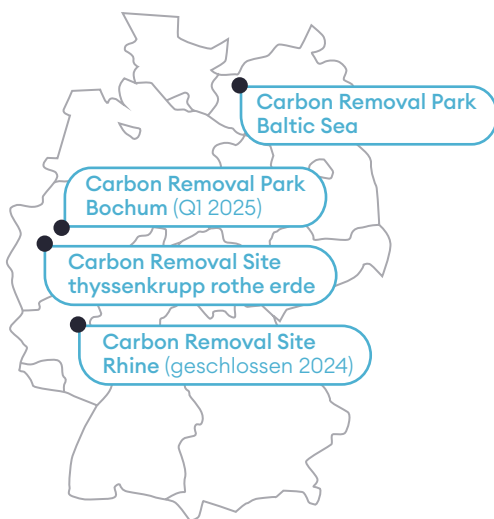 Carbon Removal Park
Baltic Sea
Carbon Removal Park
Bochum (Q1 2025)
Carbon Removal Site
thyssenkrupp rothe erde
Carbon Removal Site
Rhine (geschlossen 2024)